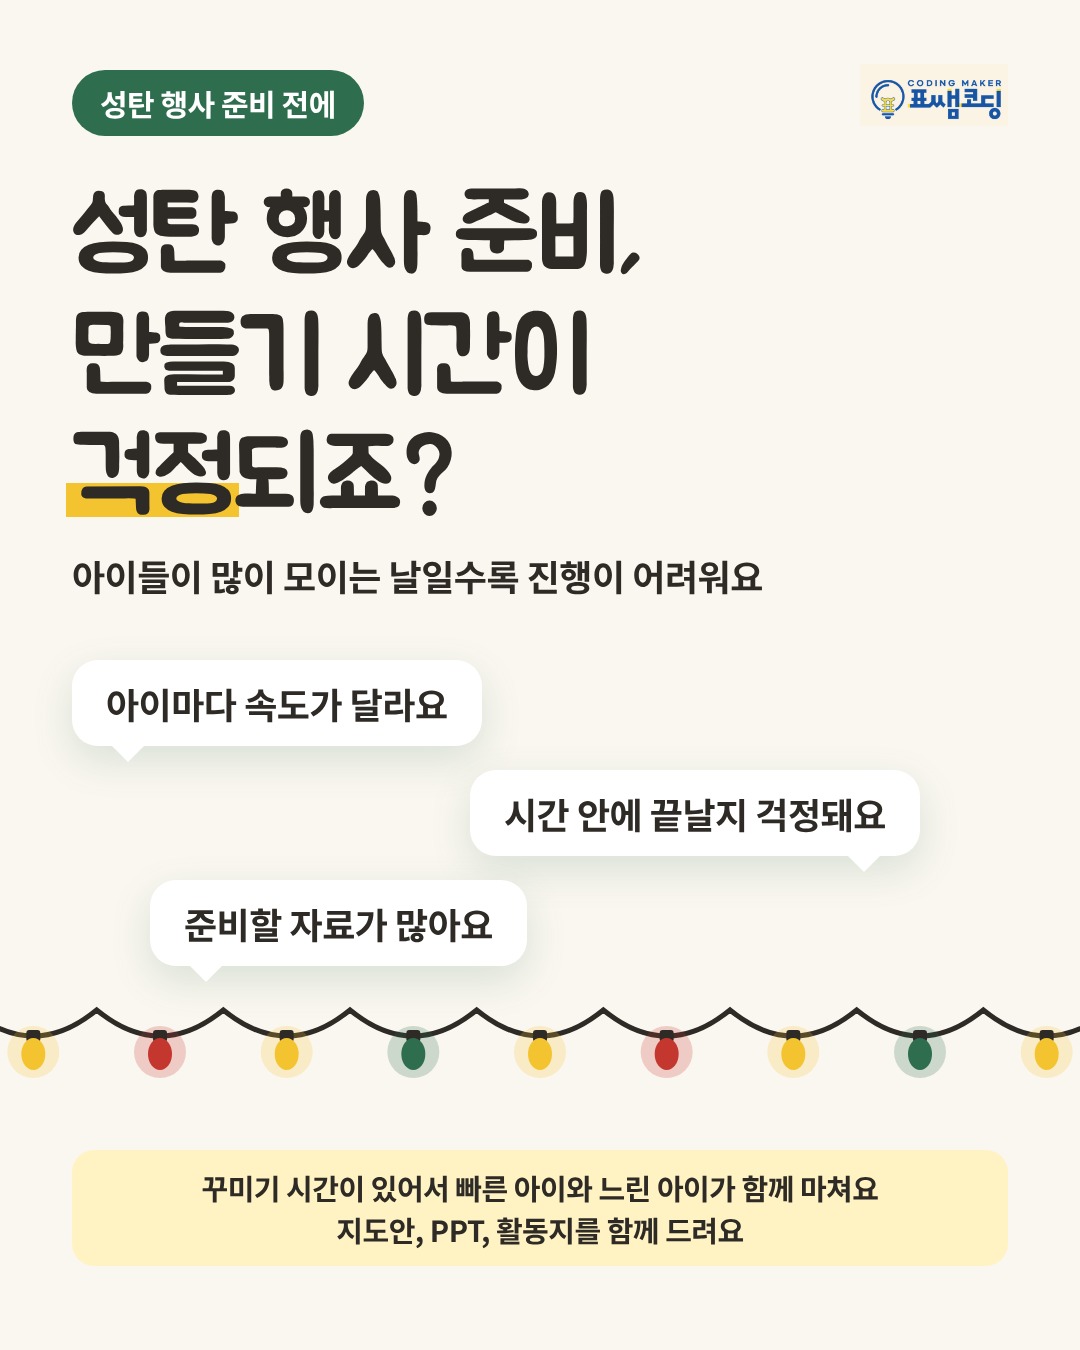 성탄 행사 준비 전에
CODING MAKER
표쌤코딩
성탄 행사 준비,
만들기 시간이
걱정되죠?
아이들이 많이 모이는 날일수록 진행이 어려워요
아이마다 속도가 달라요
시간 안에 끝날지 걱정돼요
준비할 자료가 많아요
꾸미기 시간이 있어서 빠른 아이와 느린 아이가 함께 마쳐요
지도안, PPT, 활동지를 함께 드려요